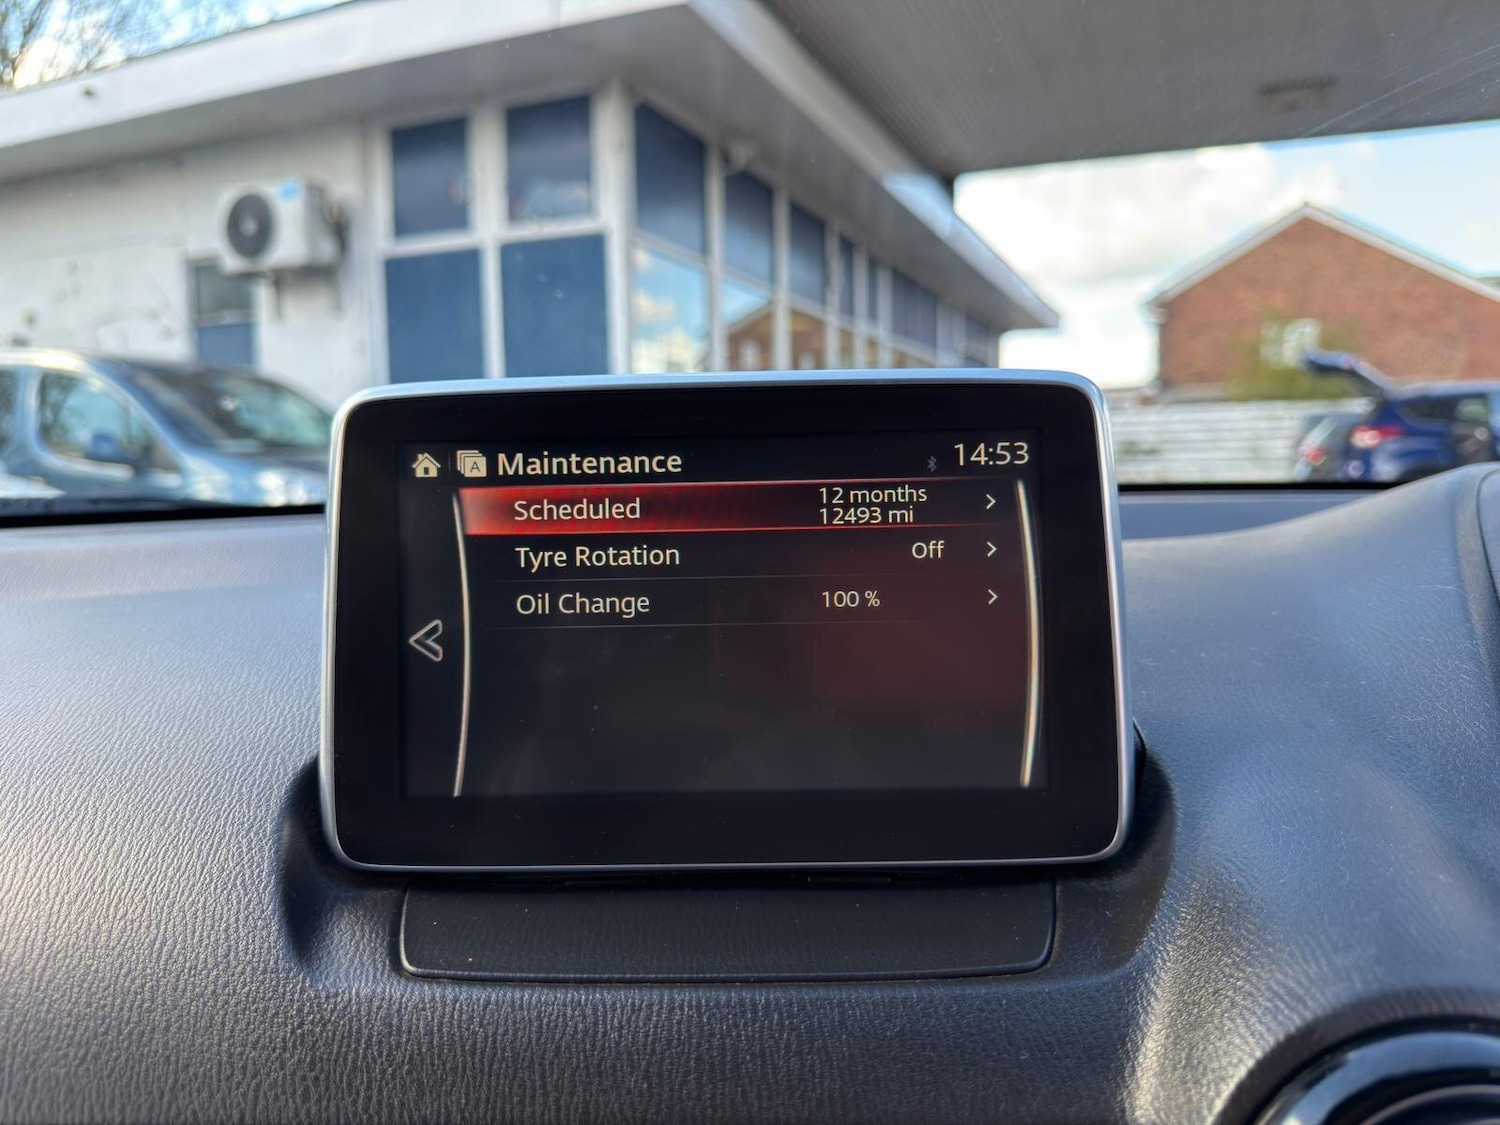 A Maintenance 14:53
Scheduled 12 months
12493 mi
Tyre Rotation Off
Oil Change 100 %